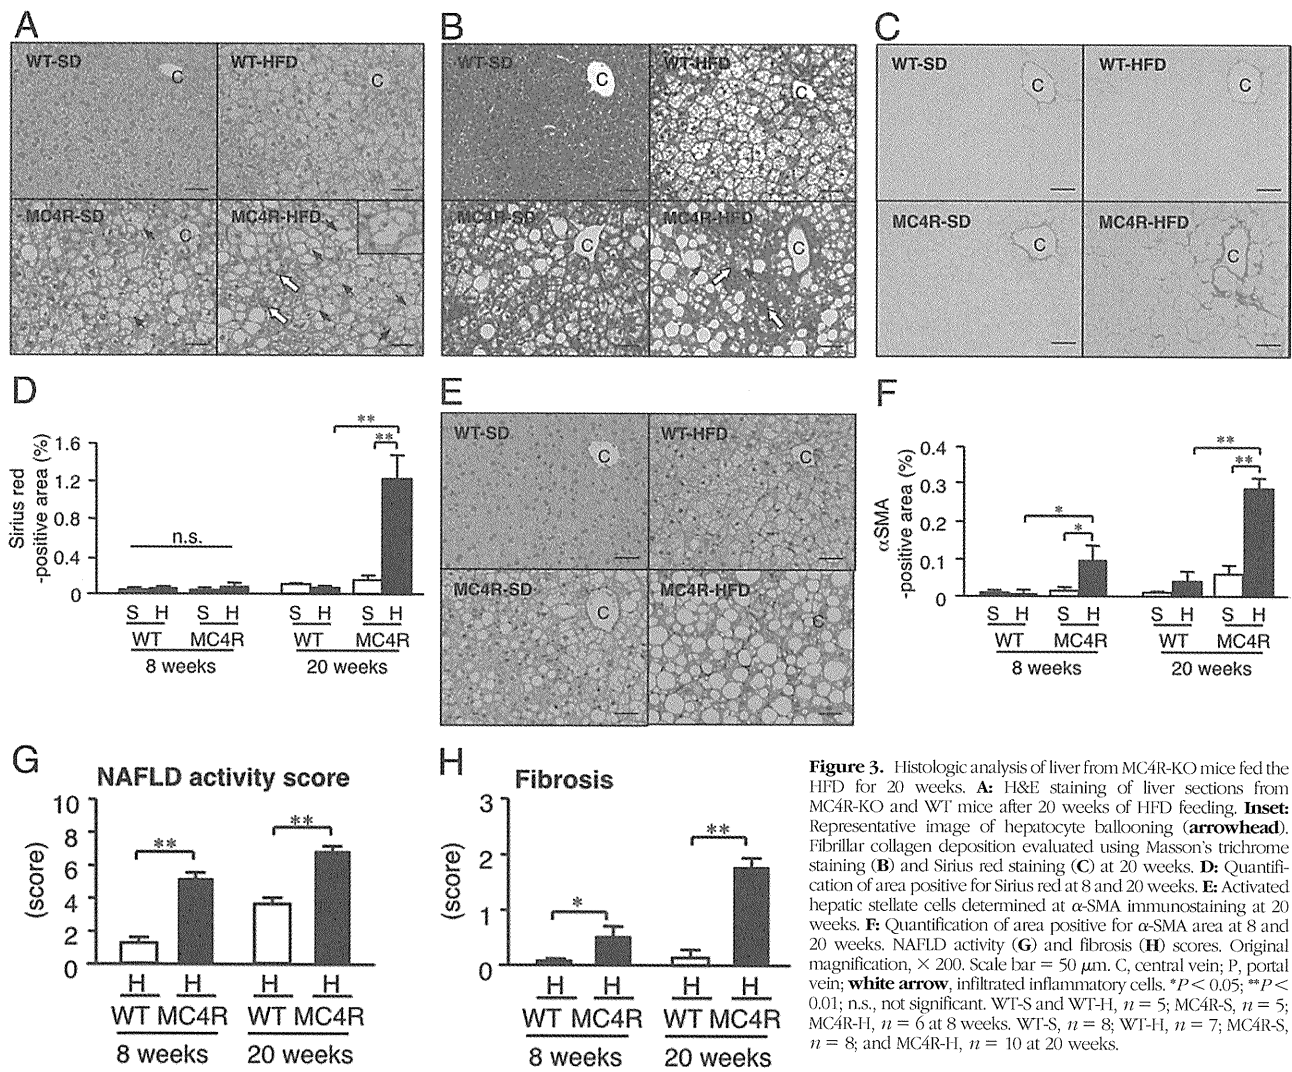 A
WT-SD
C
WT-HFD
C
MC4R-SD
C
MC4R-HFD
B
WT-SD
C
WT-HFD
C
MC4R-SD
C
MC4R-HFD
C
C
WT-SD
C
WT-HFD
C
MC4R-SD
C
MC4R-HFD
C
D
Sirius red
-positive area (%)
1.6
1.2
0.8
0.4
0
n.s.
**
**
S H S H S H S H
WT MC4R WT MC4R
8 weeks 20 weeks
E
WT-SD
C
WT-HFD
C
MC4R-SD
C
MC4R-HFD
C
F
αSMA
-positive area (%)
0.4
0.3
0.2
0.1
0
*
*
**
**
S H S H S H S H
WT MC4R WT MC4R
8 weeks 20 weeks
G
NAFLD activity score
(score)
10
8
6
4
2
0
**
**
H H H H
WT MC4R WT MC4R
8 weeks 20 weeks
H
Fibrosis
(score)
3
2
1
0
*
**
H H H H
WT MC4R WT MC4R
8 weeks 20 weeks
Figure 3. Histologic analysis of liver from MC4R-KO mice fed the
HFD for 20 weeks. A: H&E staining of liver sections from
MC4R-KO and WT mice after 20 weeks of HFD feeding. Inset:
Representative image of hepatocyte ballooning (arrowhead).
Fibrillar collagen deposition evaluated using Masson's trichrome
staining (B) and Sirius red staining (C) at 20 weeks. D: Quantifi-
cation of area positive for Sirius red at 8 and 20 weeks. E: Activated
hepatic stellate cells determined at α-SMA immunostaining at 20
weeks. F: Quantification of area positive for α-SMA area at 8 and
20 weeks. NAFLD activity (G) and fibrosis (H) scores. Original
magnification, × 200. Scale bar = 50 μm. C, central vein; P, portal
vein; white arrow, infiltrated inflammatory cells. *P < 0.05; **P <
0.01; n.s., not significant. WT-S and WT-H, n = 5; MC4R-S, n = 5;
MC4R-H, n = 6 at 8 weeks. WT-S, n = 8; WT-H, n = 7; MC4R-S,
n = 8; and MC4R-H, n = 10 at 20 weeks.